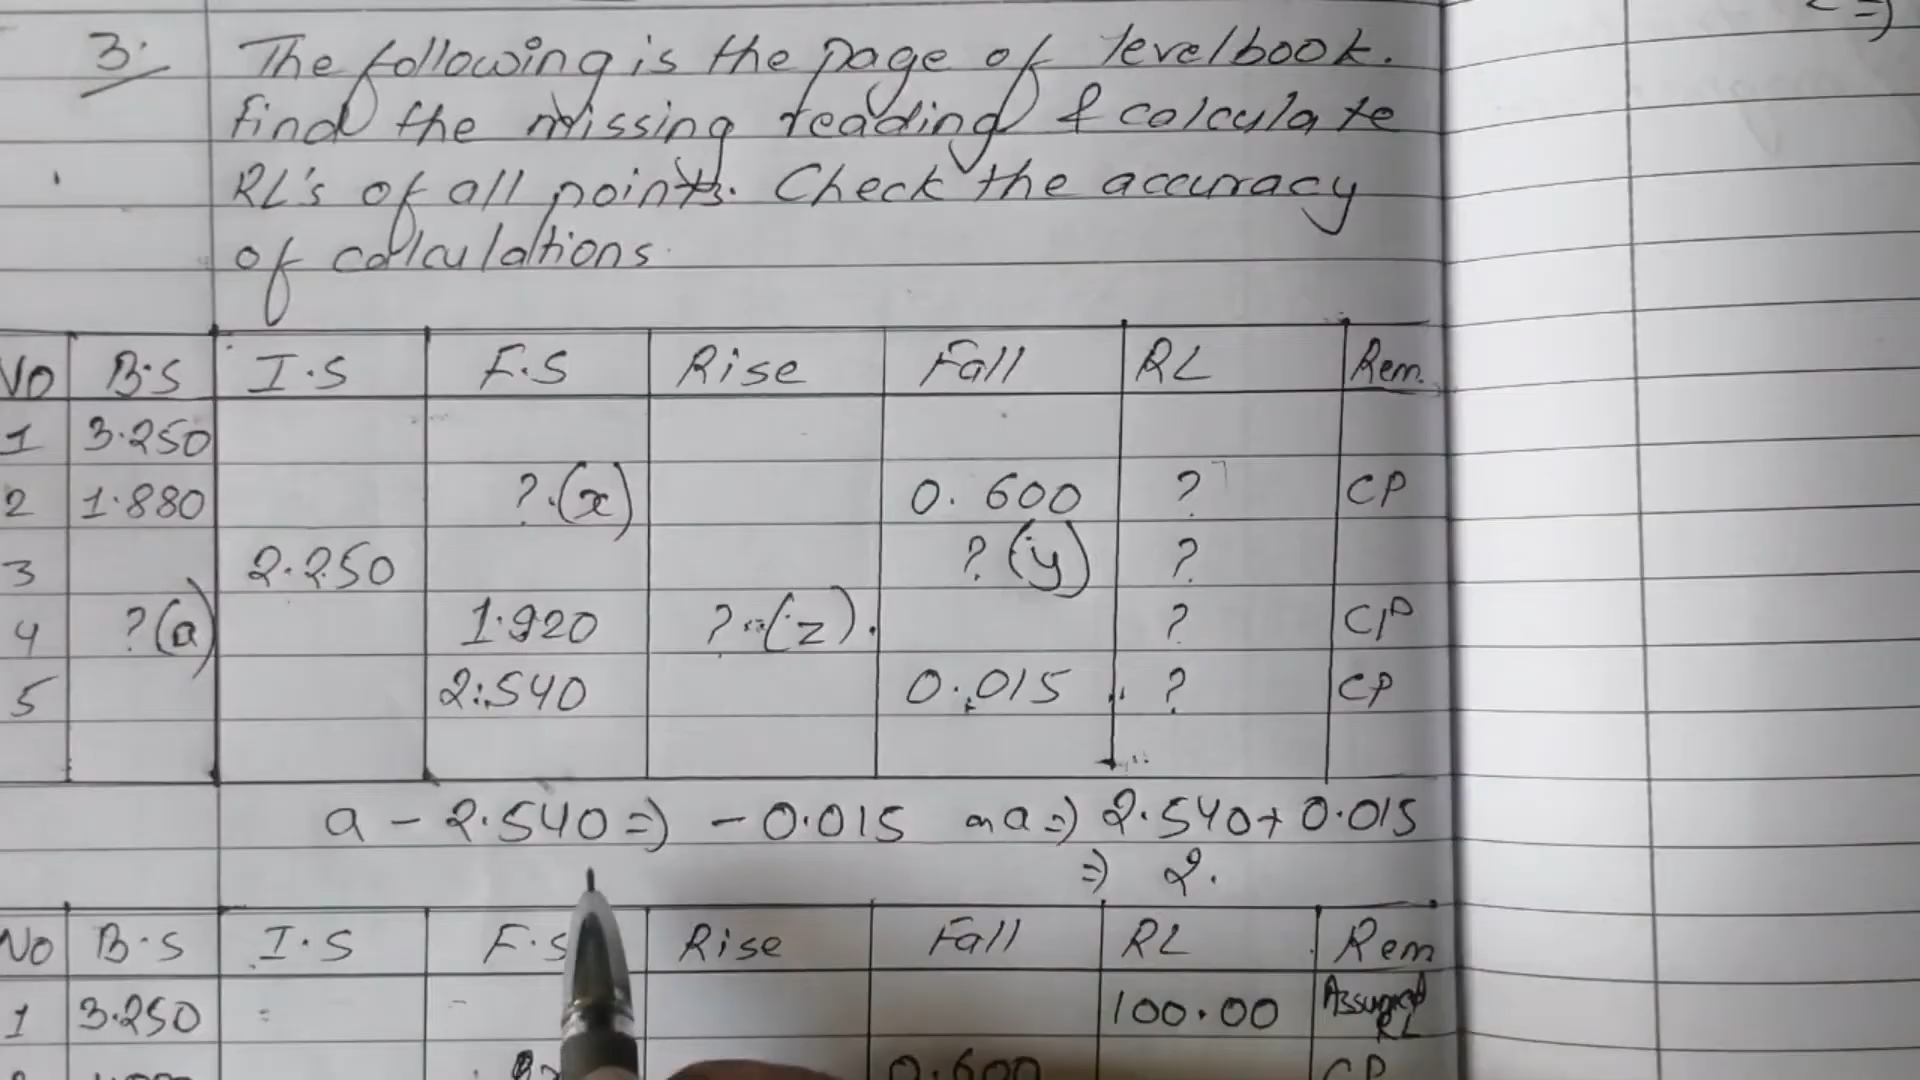 3. The following is the page of levelbook.
find the missing reading & calculate
RL's of all points. Check the accuracy
of calculations.
No B.S I.S F.S Rise Fall RL Rem.
1 3.250
2 1.880 ?.(x) 0.600 ? CP
3 2.250 ?(y) ?
4 ?(a) 1.920 ?(z). ? CP
5 2.540 0.015 ? CP
a - 2.540 => - 0.015 a => 2.540 + 0.015
=> 2.
No B.S I.S F.S Rise Fall RL Rem
1 3.250 100.00 Assumed RL
0.600 CP